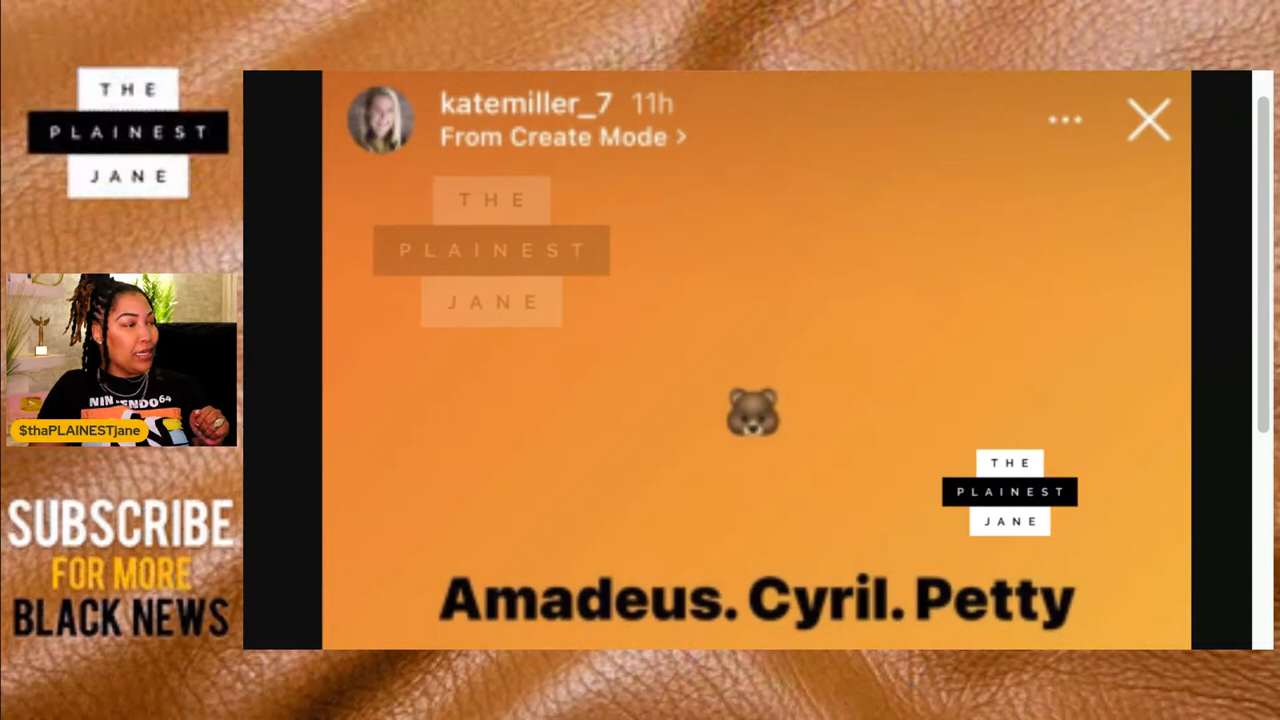 THE
PLAINEST
JANE
katemiller_7 11h
From Create Mode >
THE
PLAINEST
JANE
NINTENDO64
$thaPLAINESTjane
THE
PLAINEST
JANE
SUBSCRIBE
FOR MORE
BLACK NEWS
Amadeus. Cyril. Petty